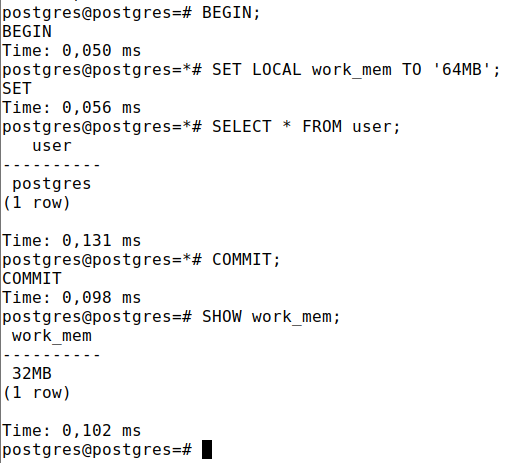 postgres@postgres=# BEGIN;
BEGIN
Time: 0,050 ms
postgres@postgres=*# SET LOCAL work_mem TO '64MB';
SET
Time: 0,056 ms
postgres@postgres=*# SELECT * FROM user;
   user
----------
 postgres
(1 row)

Time: 0,131 ms
postgres@postgres=*# COMMIT;
COMMIT
Time: 0,098 ms
postgres@postgres=# SHOW work_mem;
 work_mem
----------
 32MB
(1 row)

Time: 0,102 ms
postgres@postgres=#